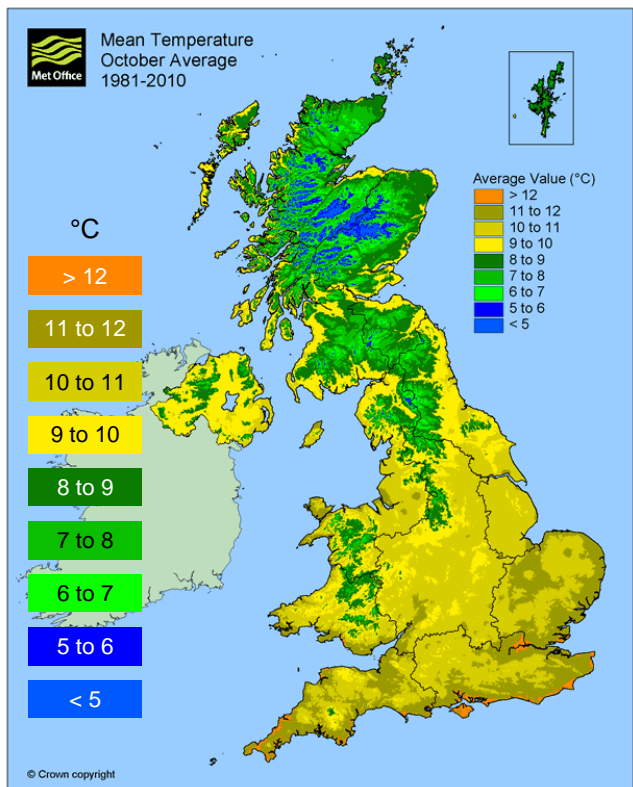 Met Office
Mean Temperature
October Average
1981-2010
Average Value (°C)
> 12
11 to 12
10 to 11
9 to 10
8 to 9
7 to 8
6 to 7
5 to 6
< 5
°C
> 12
11 to 12
10 to 11
9 to 10
8 to 9
7 to 8
6 to 7
5 to 6
< 5
© Crown copyright